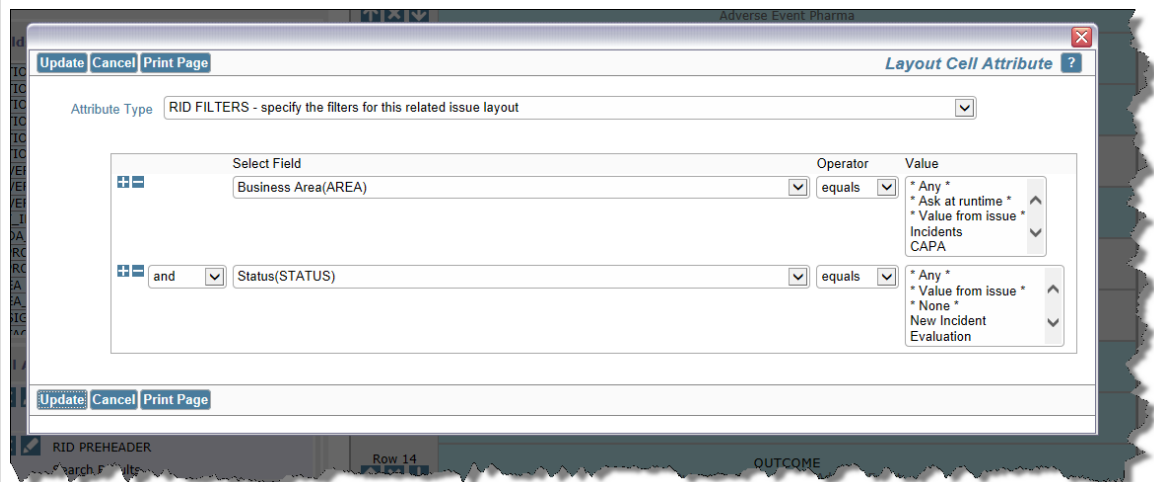 Adverse Event Pharma
Update Cancel Print Page
Layout Cell Attribute ?
Attribute Type RID FILTERS - specify the filters for this related issue layout
Select Field Operator Value
Business Area(AREA) equals * Any *
* Ask at runtime *
* Value from issue *
Incidents
CAPA
and Status(STATUS) equals * Any *
* Value from issue *
* None *
New Incident
Evaluation
Update Cancel Print Page
RID PREHEADER
Row 14
Search
OUTCOME